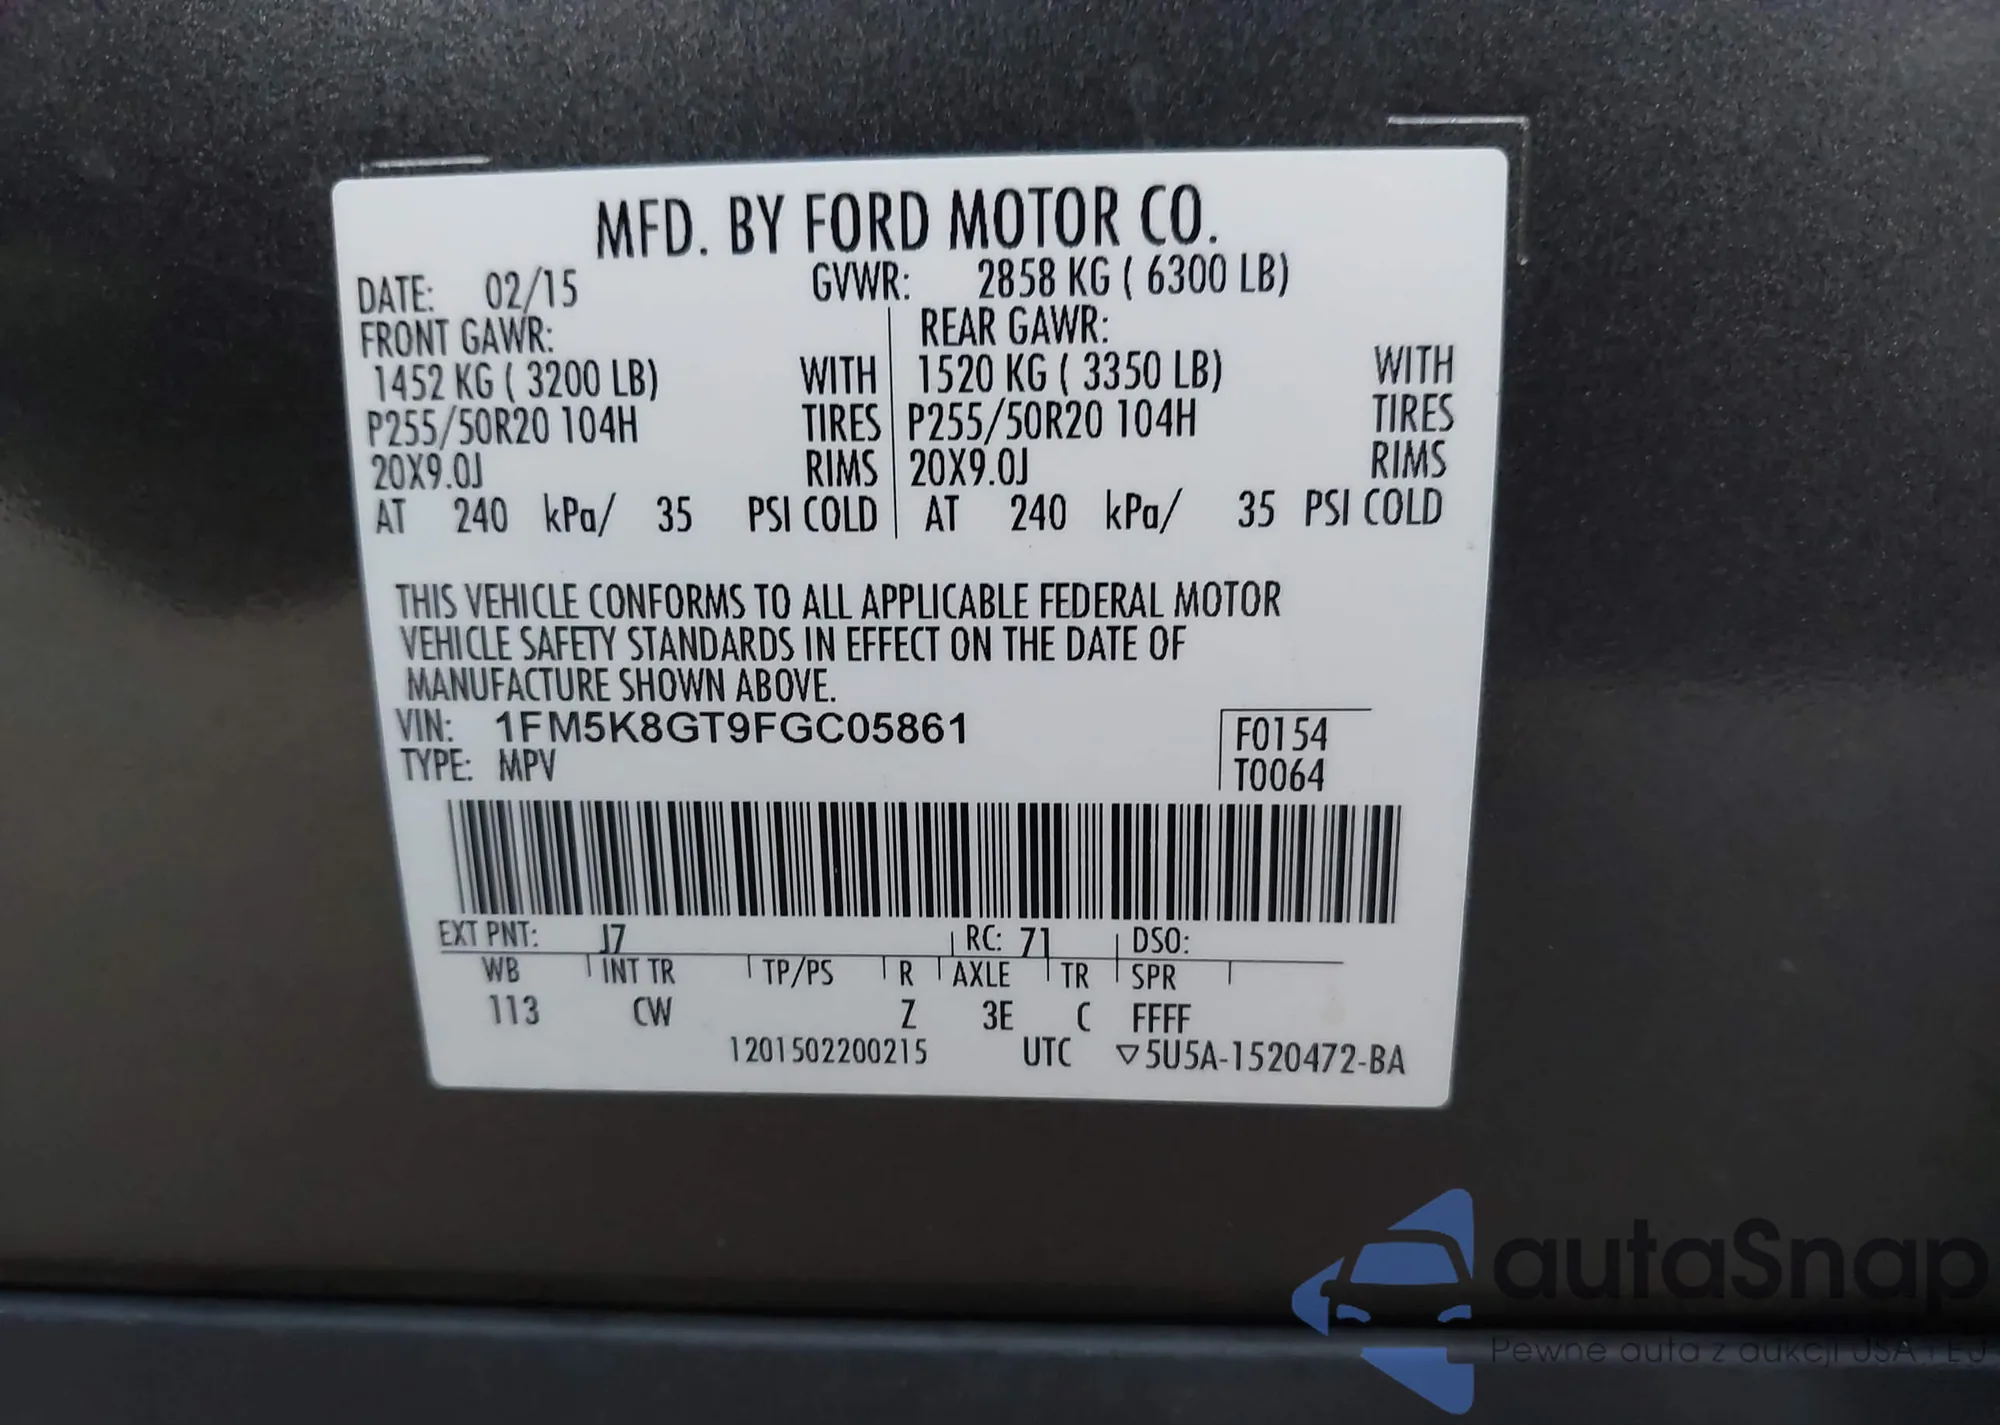 MFD. BY FORD MOTOR CO.
DATE: 02/15 GVWR: 2858 KG ( 6300 LB)
FRONT GAWR: REAR GAWR:
1452 KG ( 3200 LB) WITH 1520 KG ( 3350 LB) WITH
P255/50R20 104H TIRES P255/50R20 104H TIRES
20X9.0J RIMS 20X9.0J RIMS
AT 240 kPa/ 35 PSI COLD AT 240 kPa/ 35 PSI COLD
THIS VEHICLE CONFORMS TO ALL APPLICABLE FEDERAL MOTOR
VEHICLE SAFETY STANDARDS IN EFFECT ON THE DATE OF
MANUFACTURE SHOWN ABOVE.
VIN: 1FM5K8GT9FGC05861 F0154
TYPE: MPV T0064
EXT PNT: J7 RC: 71 DSO:
WB INT TR TP/PS R AXLE TR SPR
113 CW Z 3E C FFFF
1201502200215 UTC ▽5U5A-1520472-BA
autaSnap
Pewne auta z aukcji USA i EU